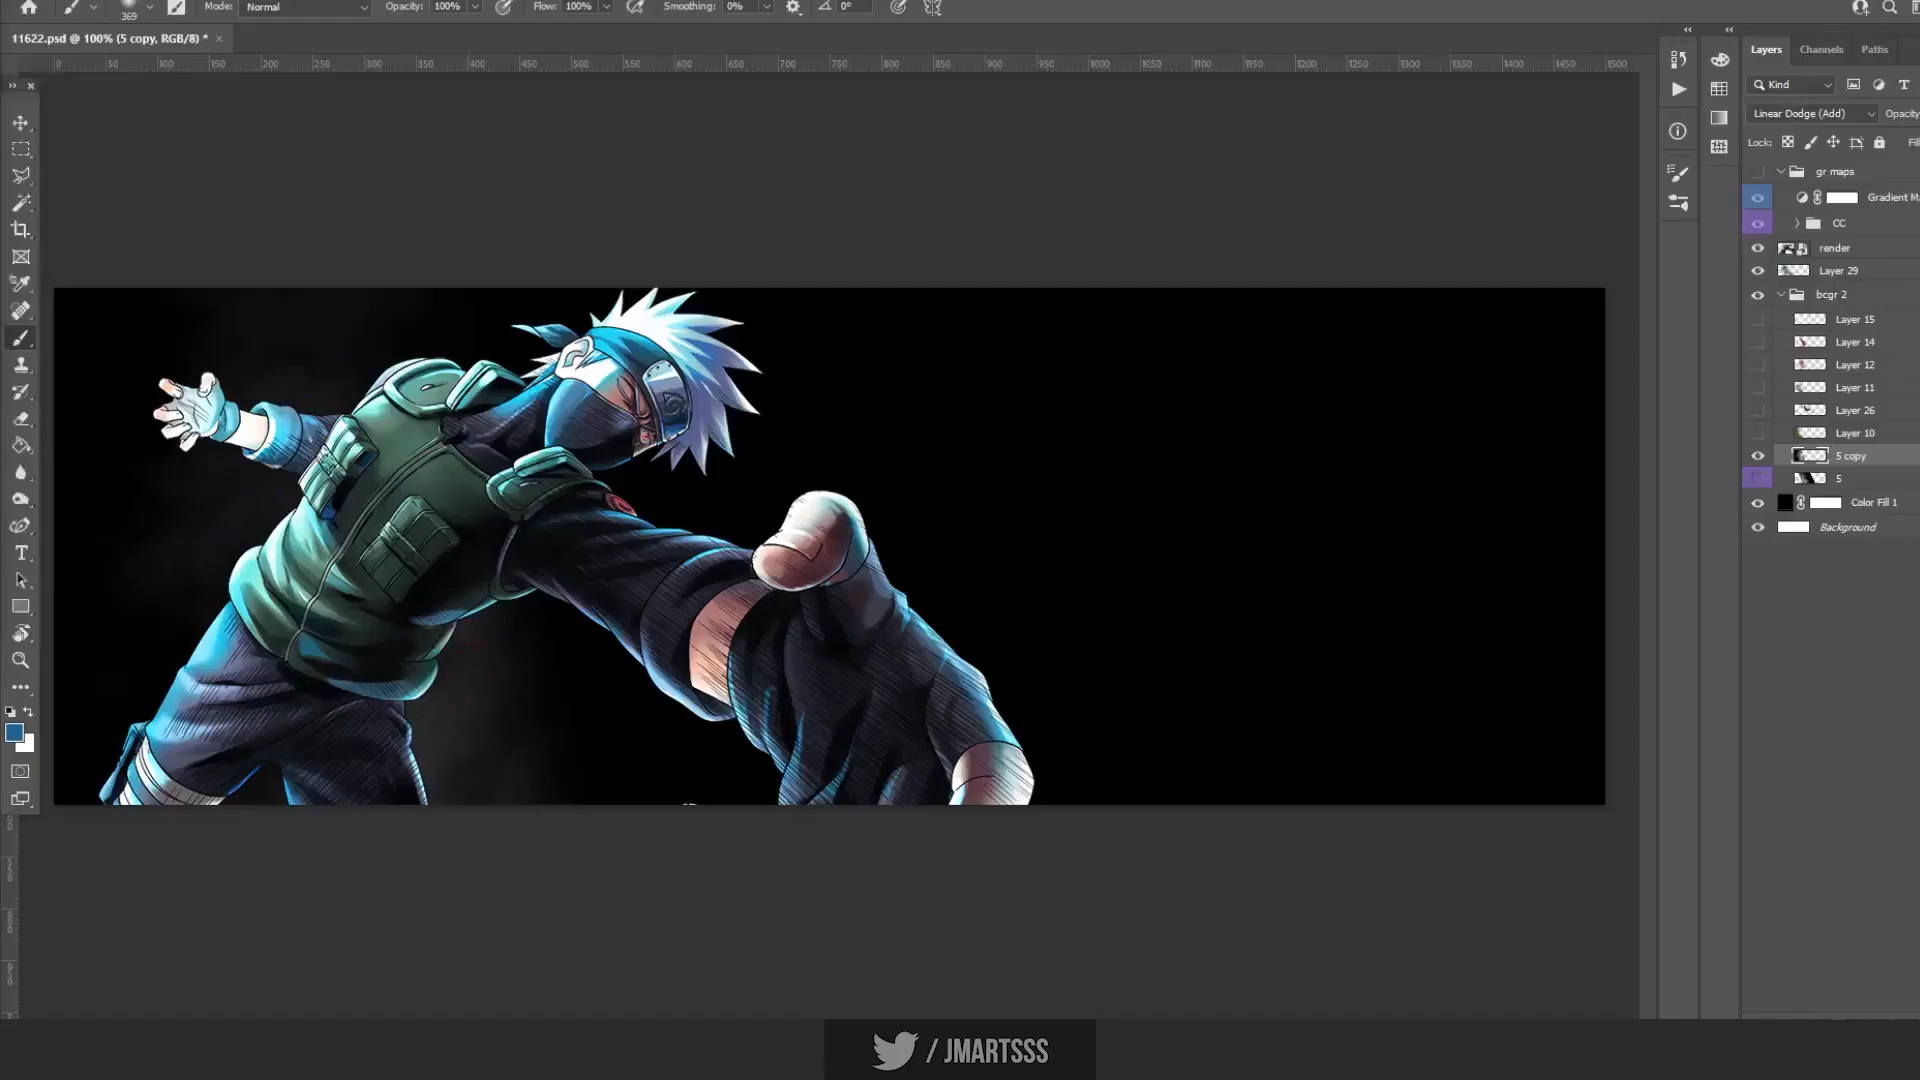 369
Mode: Normal Opacity: 100% Flow: 100% Smoothing: 0% 0°
11622.psd @ 100% (5 copy, RGB/8) *
0 50 100 150 200 250 300 350 400 450 500 550 600 650 700 750 800 850 900 950 1000 1050 1100 1150 1200 1250 1300 1350 1400 1450 1500
Layers Channels Paths
Kind
Linear Dodge (Add) Opacity
Lock: Fill
gr maps
Gradient Ma
CC
render
Layer 29
bcgr 2
Layer 15
Layer 14
Layer 12
Layer 11
Layer 26
Layer 10
5 copy
5
Color Fill 1
Background
/ JMARTSSS